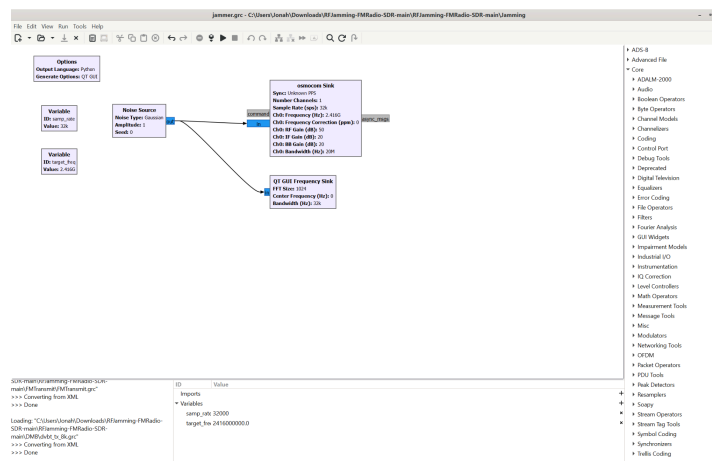 jammer.grc - C:\Users\Jonah\Downloads\RFJamming-FMRadio-SDR-main\RFJamming-FMRadio-SDR-main\Jamming
File Edit View Run Tools Help
Options
Output Language: Python
Generate Options: QT GUI
Variable
ID: samp_rate
Value: 32k
Variable
ID: target_freq
Value: 2.416G
Noise Source
Noise Type: Gaussian
Amplitude: 1
Seed: 0
out
command
in
osmocom Sink
Sync: Unknown PPS
Number Channels: 1
Sample Rate (sps): 32k
Ch0: Frequency (Hz): 2.416G
Ch0: Frequency Correction (ppm): 0
Ch0: RF Gain (dB): 50
Ch0: IF Gain (dB): 20
Ch0: BB Gain (dB): 20
Ch0: Bandwidth (Hz): 20M
async_msgs
QT GUI Frequency Sink
FFT Size: 1024
Center Frequency (Hz): 0
Bandwidth (Hz): 32k
ADS-B
Advanced File
Core
ADALM-2000
Audio
Boolean Operators
Byte Operators
Channel Models
Channelizers
Coding
Control Port
Debug Tools
Deprecated
Digital Television
Equalizers
Error Coding
File Operators
Filters
Fourier Analysis
GUI Widgets
Impairment Models
Industrial I/O
Instrumentation
IQ Correction
Level Controllers
Math Operators
Measurement Tools
Message Tools
Misc
Modulators
Networking Tools
OFDM
Packet Operators
PDU Tools
Peak Detectors
Resamplers
Soapy
Stream Operators
Stream Tag Tools
Symbol Coding
Synchronizers
Trellis Coding
SDR-main\RFJamming-FMRadio-SDR-
main\FMTransmit\FMTransmit.grc"
>>> Converting from XML
>>> Done
Loading: "C:\Users\Jonah\Downloads\RFJamming-FMRadio-
SDR-main\RFJamming-FMRadio-SDR-
main\DMB\dvbt_tx_8k.grc"
>>> Converting from XML
>>> Done
ID Value
Imports
Variables
samp_rate 32000
target_fre 2416000000.0